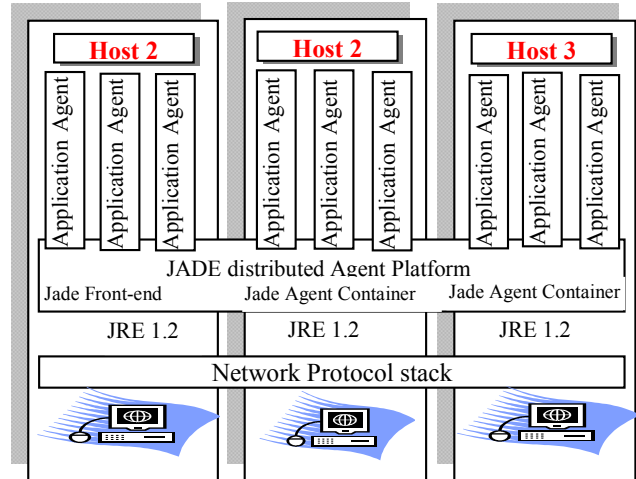 Host 2
Host 2
Host 3
Application Agent
Application Agent
Application Agent
Application Agent
Application Agent
Application Agent
Application Agent
Application Agent
Application Agent
JADE distributed Agent Platform
Jade Front-end
Jade Agent Container
Jade Agent Container
JRE 1.2
JRE 1.2
JRE 1.2
Network Protocol stack